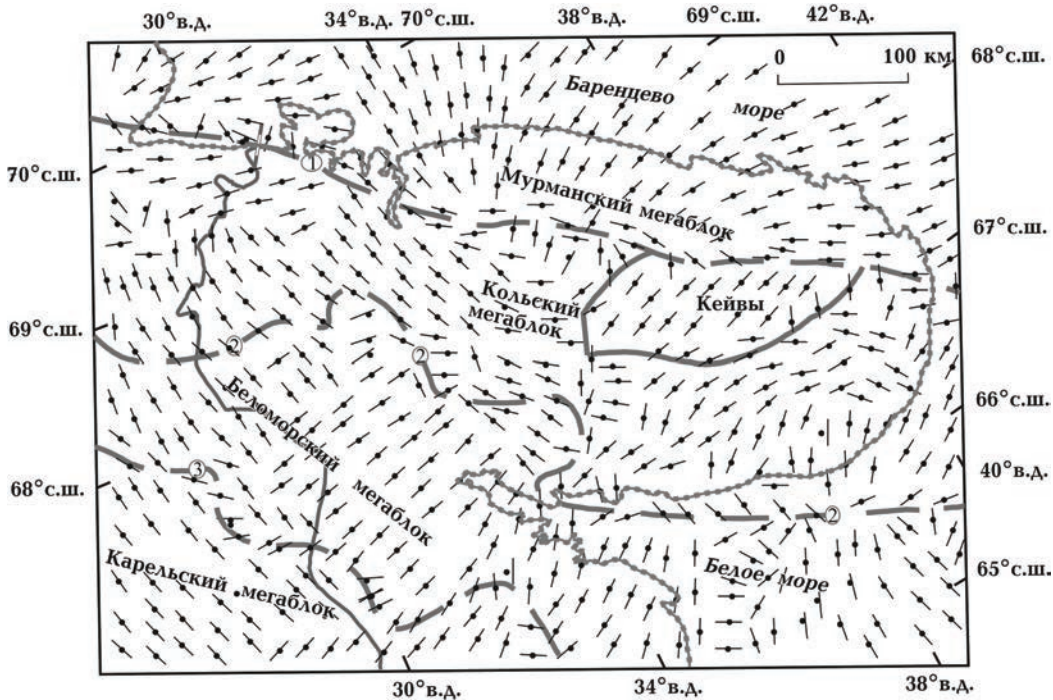 30°в.д.
34°в.д.
70°с.ш.
38°в.д.
69°с.ш.
42°в.д.
68°с.ш.
0
100 км
Баренцево
море
1
70°с.ш.
Мурманский мегаблок
67°с.ш.
Кольский
мегаблок
Кейвы
69°с.ш.
2
2
Беломорский
мегаблок
66°с.ш.
3
68°с.ш.
40°в.д.
2
Карельский мегаблок
Белое море
65°с.ш.
30°в.д.
34°в.д.
38°в.д.